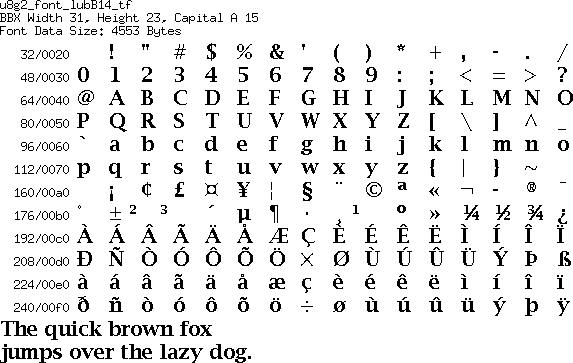 u8g2_font_lubB14_tf
BBX Width 31, Height 23, Capital A 15
Font Data Size: 4553 Bytes
32/0020 ! " # $ % & ' ( ) * + , - . /
48/0030 0 1 2 3 4 5 6 7 8 9 : ; < = > ?
64/0040 @ A B C D E F G H I J K L M N O
80/0050 P Q R S T U V W X Y Z [ \ ] ^ _
96/0060 ` a b c d e f g h i j k l m n o
112/0070 p q r s t u v w x y z { | } ~
160/00a0 ¡ ¢ £ ¤ ¥ ¦ § ¨ © ª « ¬ - ® ¯
176/00b0 ° ± ² ³ ´ µ ¶ · ¸ ¹ º » ¼ ½ ¾ ¿
192/00c0 À Á Â Ã Ä Å Æ Ç È É Ê Ë Ì Í Î Ï
208/00d0 Ð Ñ Ò Ó Ô Õ Ö × Ø Ù Ú Û Ü Ý Þ ß
224/00e0 à á â ã ä å æ ç è é ê ë ì í î ï
240/00f0 ð ñ ò ó ô õ ö ÷ ø ù ú û ü ý þ ÿ
The quick brown fox
jumps over the lazy dog.